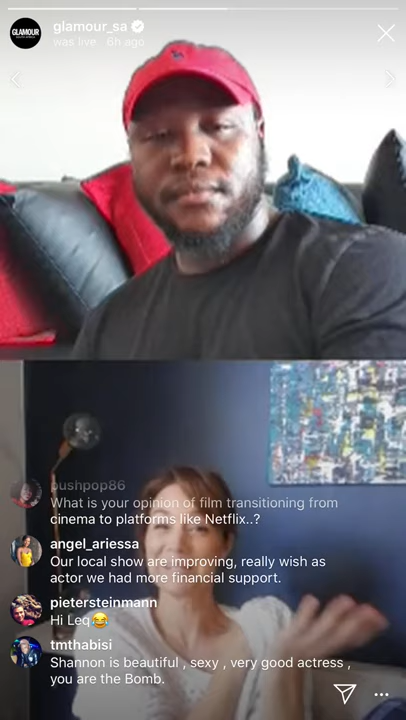 GLAMOUR
glamour_sa
was live 6h ago
pushpop86
What is your opinion of film transitioning from
cinema to platforms like Netflix..?
angel_ariessa
Our local show are improving, really wish as
actor we had more financial support.
pietersteinmann
Hi Leq😂
tmthabisi
Shannon is beautiful , sexy , very good actress ,
you are the Bomb.